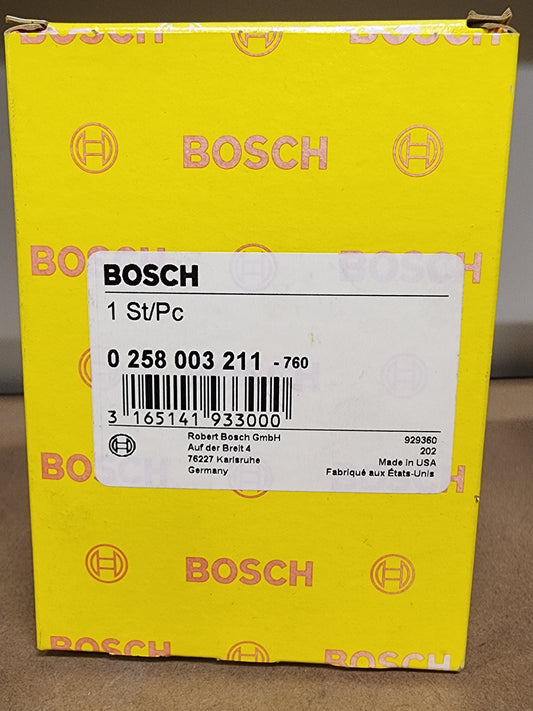 BOSCH
BOSCH
BOSCH
BOSCH
1 St/Pc
0 258 003 211 - 760
3 165141 933000
Robert Bosch GmbH
Auf der Breit 4
76227 Karlsruhe
Germany
929360
202
Made in USA
Fabriqué aux États-Unis
BOSCH
BOSCH
BOSCH